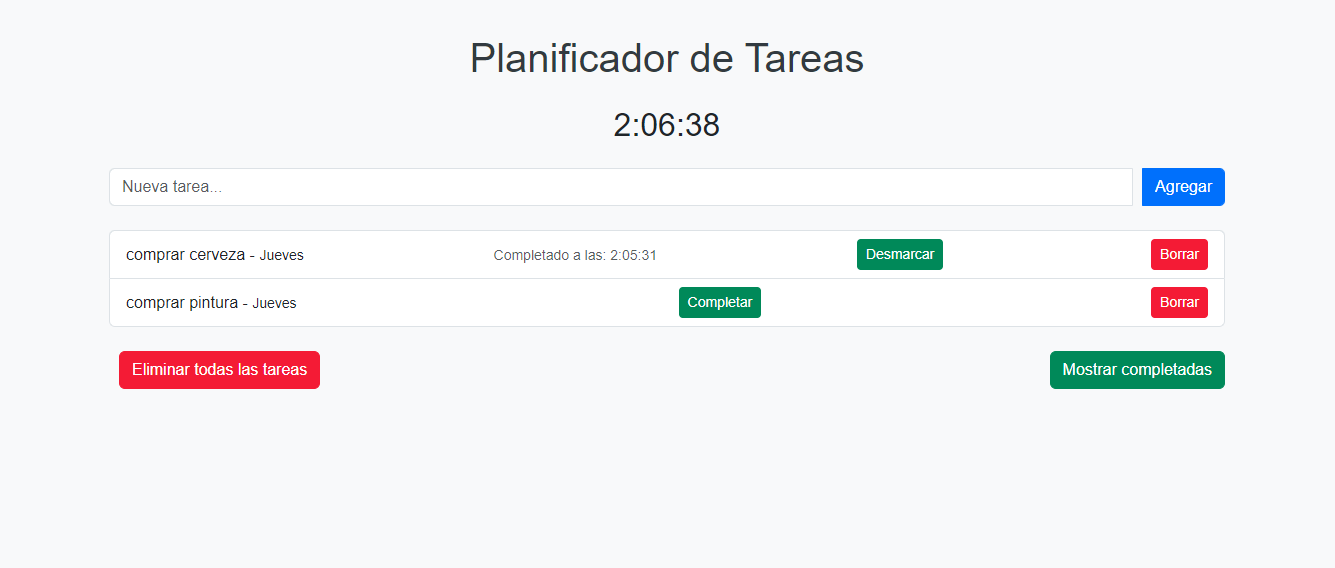 Planificador de Tareas
2:06:38
Nueva tarea... Agregar
comprar cerveza - Jueves Completado a las: 2:05:31 Desmarcar Borrar
comprar pintura - Jueves Completar Borrar
Eliminar todas las tareas Mostrar completadas